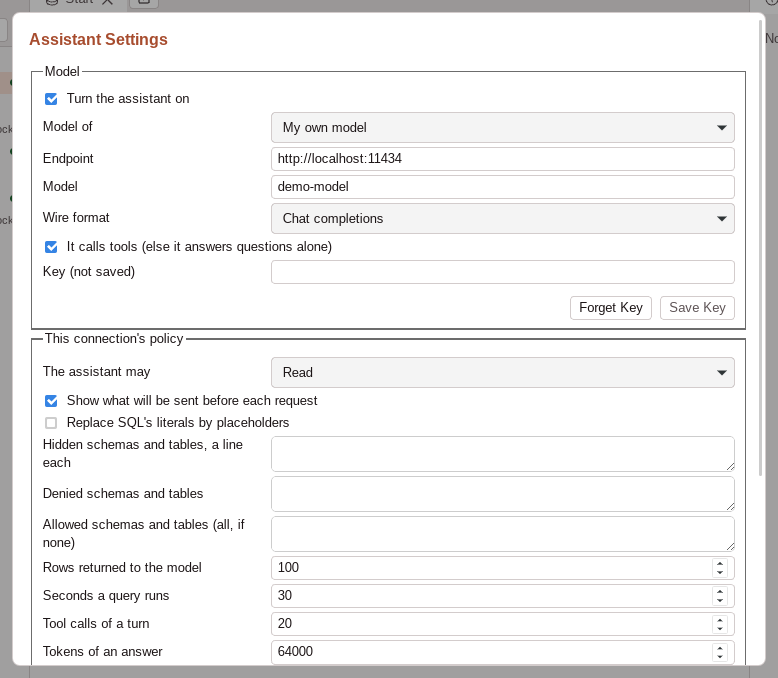 Start
Assistant Settings
Model
Turn the assistant on
Model of
My own model
Endpoint
http://localhost:11434
Model
demo-model
Wire format
Chat completions
It calls tools (else it answers questions alone)
Key (not saved)
Forget Key
Save Key
This connection's policy
The assistant may
Read
Show what will be sent before each request
Replace SQL's literals by placeholders
Hidden schemas and tables, a line
each
Denied schemas and tables
Allowed schemas and tables (all, if
none)
Rows returned to the model
100
Seconds a query runs
30
Tool calls of a turn
20
Tokens of an answer
64000